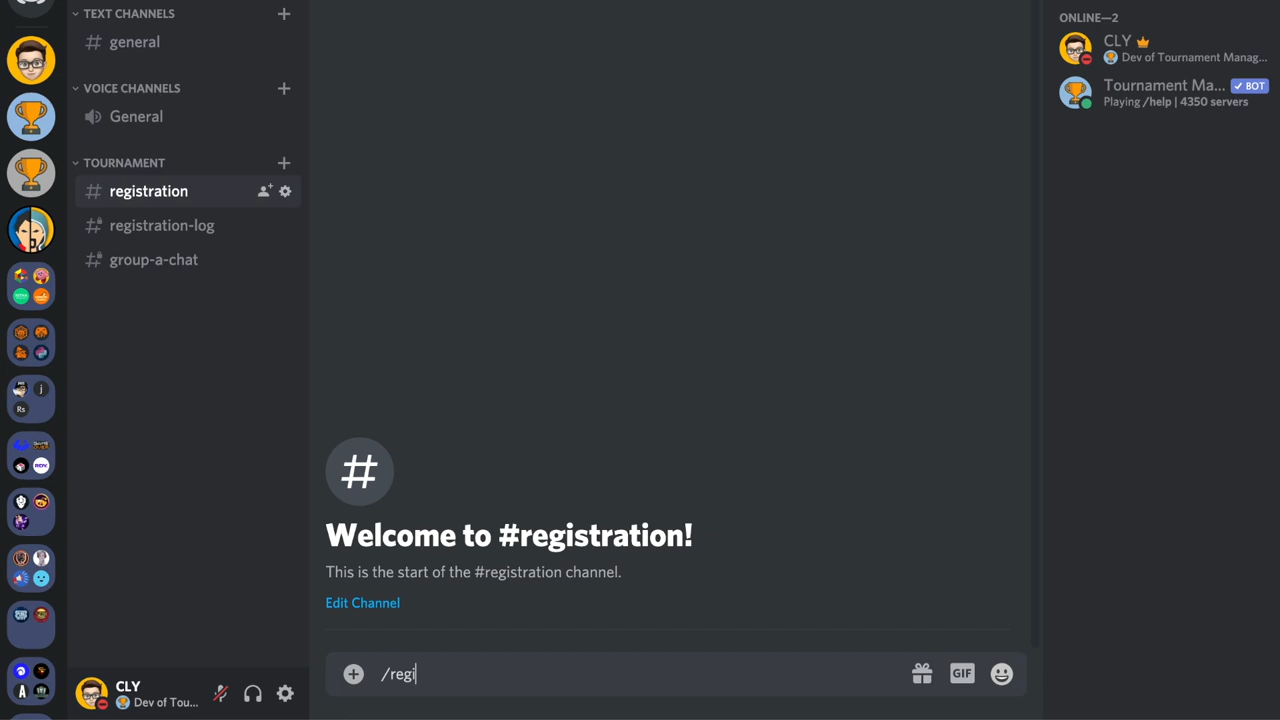 TEXT CHANNELS
# general
VOICE CHANNELS
General
TOURNAMENT
# registration
# registration-log
# group-a-chat
j
Rs
RDV.
A
CLY
Dev of Tou...
#
Welcome to #registration!
This is the start of the #registration channel.
Edit Channel
/regi
GIF
ONLINE—2
CLY
Dev of Tournament Manag...
Tournament Ma... ✓ BOT
Playing /help | 4350 servers